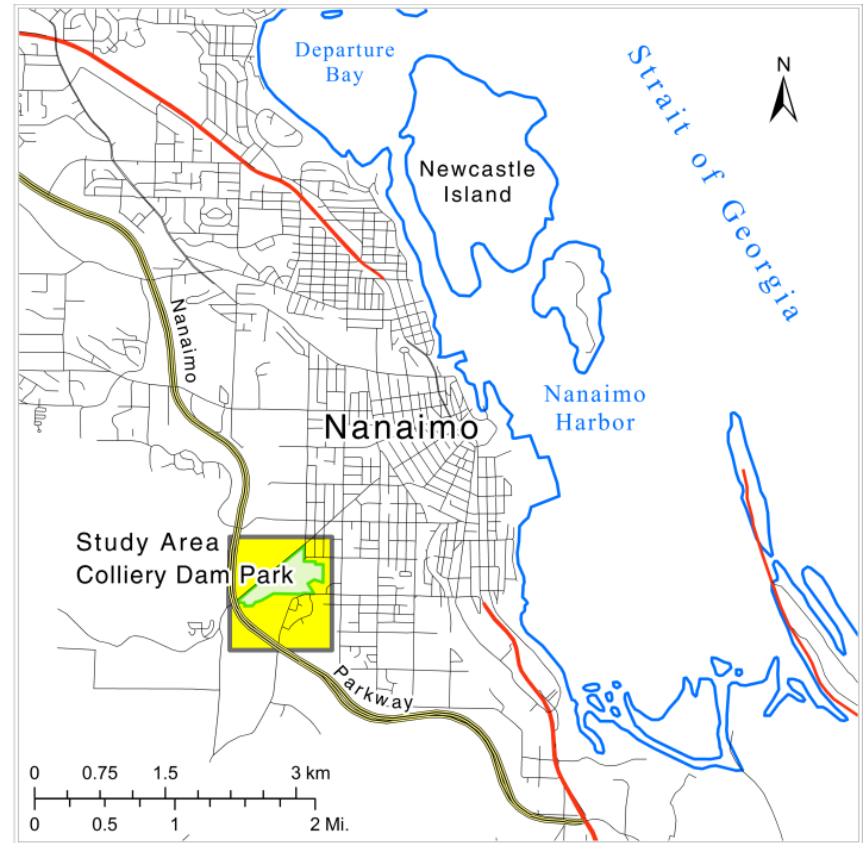 Departure
Bay
N
Strait of Georgia
Newcastle
Island
Nanaimo
Nanaimo
Harbor
Nanaimo
Study Area
Colliery Dam Park
Parkway
0 0.75 1.5 3 km
0 0.5 1 2 Mi.